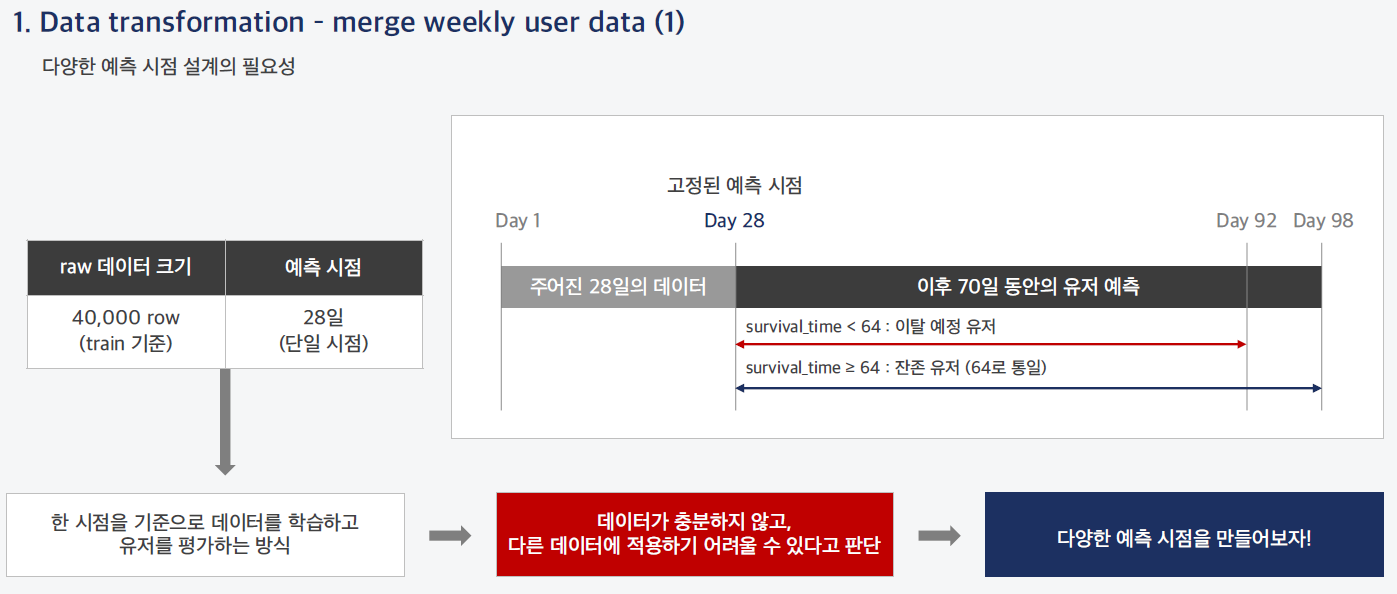 1. Data transformation - merge weekly user data (1)
다양한 예측 시점 설계의 필요성
고정된 예측 시점
Day 1
Day 28
Day 92
Day 98
주어진 28일의 데이터
이후 70일 동안의 유저 예측
survival_time < 64 : 이탈 예정 유저
survival_time ≥ 64 : 잔존 유저 (64로 통일)
raw 데이터 크기
예측 시점
40,000 row
(train 기준)
28일
(단일 시점)
한 시점을 기준으로 데이터를 학습하고
유저를 평가하는 방식
데이터가 충분하지 않고,
다른 데이터에 적용하기 어려울 수 있다고 판단
다양한 예측 시점을 만들어보자!